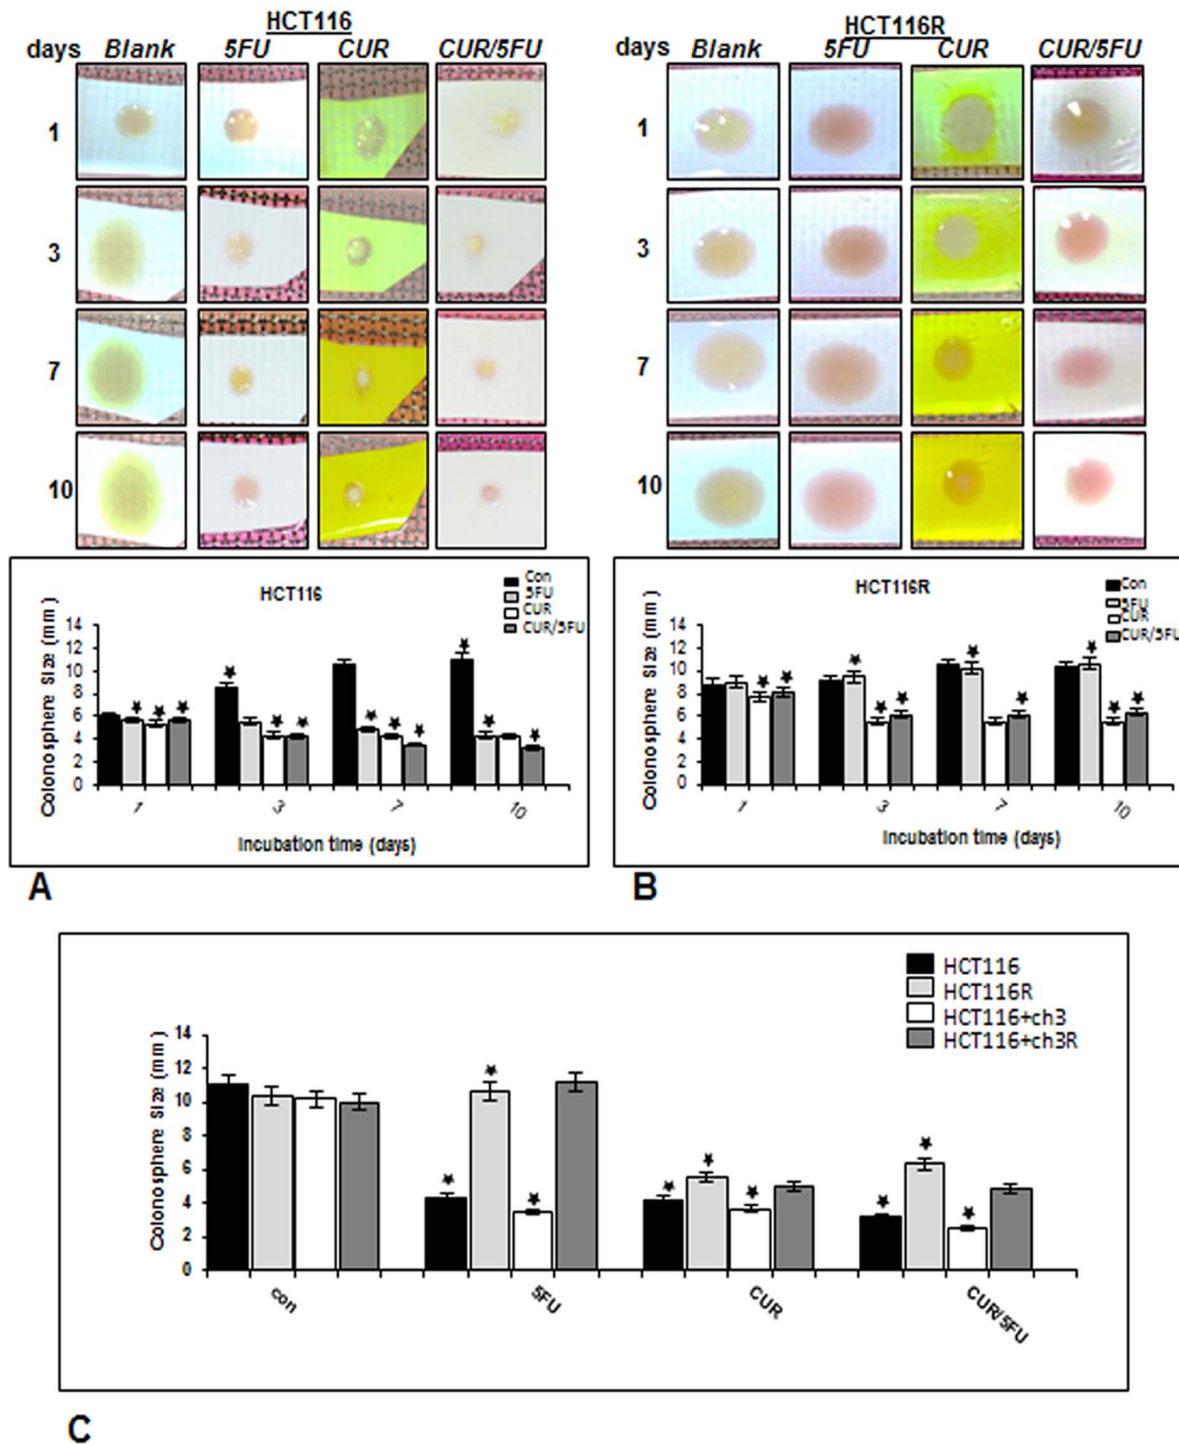 HCT116
days Blank 5FU CUR CUR/5FU
1
3
7
10
HCT116R
days Blank 5FU CUR CUR/5FU
1
3
7
10
HCT116
Con
5FU
CUR
CUR/5FU
Colonosphere Size (mm)
14
12
10
8
6
4
2
0
1 3 7 10
Incubation time (days)
A
HCT116R
Con
5FU
CUR
CUR/5FU
Colonosphere Size (mm)
14
12
10
8
6
4
2
0
1 3 7 10
Incubation time (days)
B
HCT116
HCT116R
HCT116+ch3
HCT116+ch3R
Colonosphere Size (mm)
14
12
10
8
6
4
2
0
con 5FU CUR CUR/5FU
C